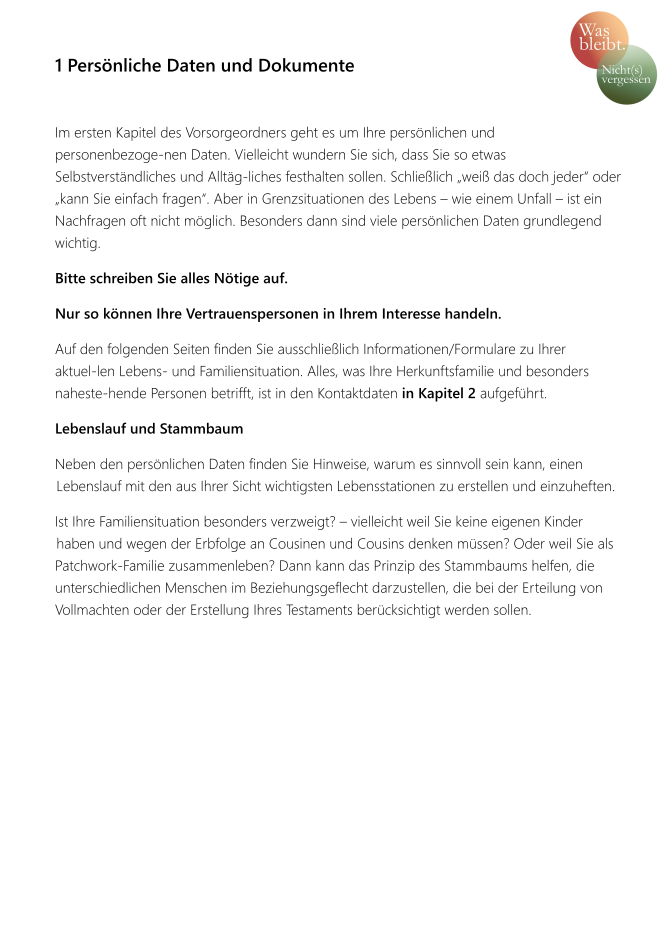 Was
bleibt.
Nicht(s)
vergessen
1 Persönliche Daten und Dokumente
Im ersten Kapitel des Vorsorgeordners geht es um Ihre persönlichen und
personenbezoge-nen Daten. Vielleicht wundern Sie sich, dass Sie so etwas
Selbstverständliches und Alltäg-liches festhalten sollen. Schließlich „weiß das doch jeder“ oder
„kann Sie einfach fragen“. Aber in Grenzsituationen des Lebens – wie einem Unfall – ist ein
Nachfragen oft nicht möglich. Besonders dann sind viele persönlichen Daten grundlegend
wichtig.
Bitte schreiben Sie alles Nötige auf.
Nur so können Ihre Vertrauenspersonen in Ihrem Interesse handeln.
Auf den folgenden Seiten finden Sie ausschließlich Informationen/Formulare zu Ihrer
aktuel-len Lebens- und Familiensituation. Alles, was Ihre Herkunftsfamilie und besonders
naheste-hende Personen betrifft, ist in den Kontaktdaten in Kapitel 2 aufgeführt.
Lebenslauf und Stammbaum
Neben den persönlichen Daten finden Sie Hinweise, warum es sinnvoll sein kann, einen
Lebenslauf mit den aus Ihrer Sicht wichtigsten Lebensstationen zu erstellen und einzuheften.
Ist Ihre Familiensituation besonders verzweigt? – vielleicht weil Sie keine eigenen Kinder
haben und wegen der Erbfolge an Cousinen und Cousins denken müssen? Oder weil Sie als
Patchwork-Familie zusammenleben? Dann kann das Prinzip des Stammbaums helfen, die
unterschiedlichen Menschen im Beziehungsgeflecht darzustellen, die bei der Erteilung von
Vollmachten oder der Erstellung Ihres Testaments berücksichtigt werden sollen.